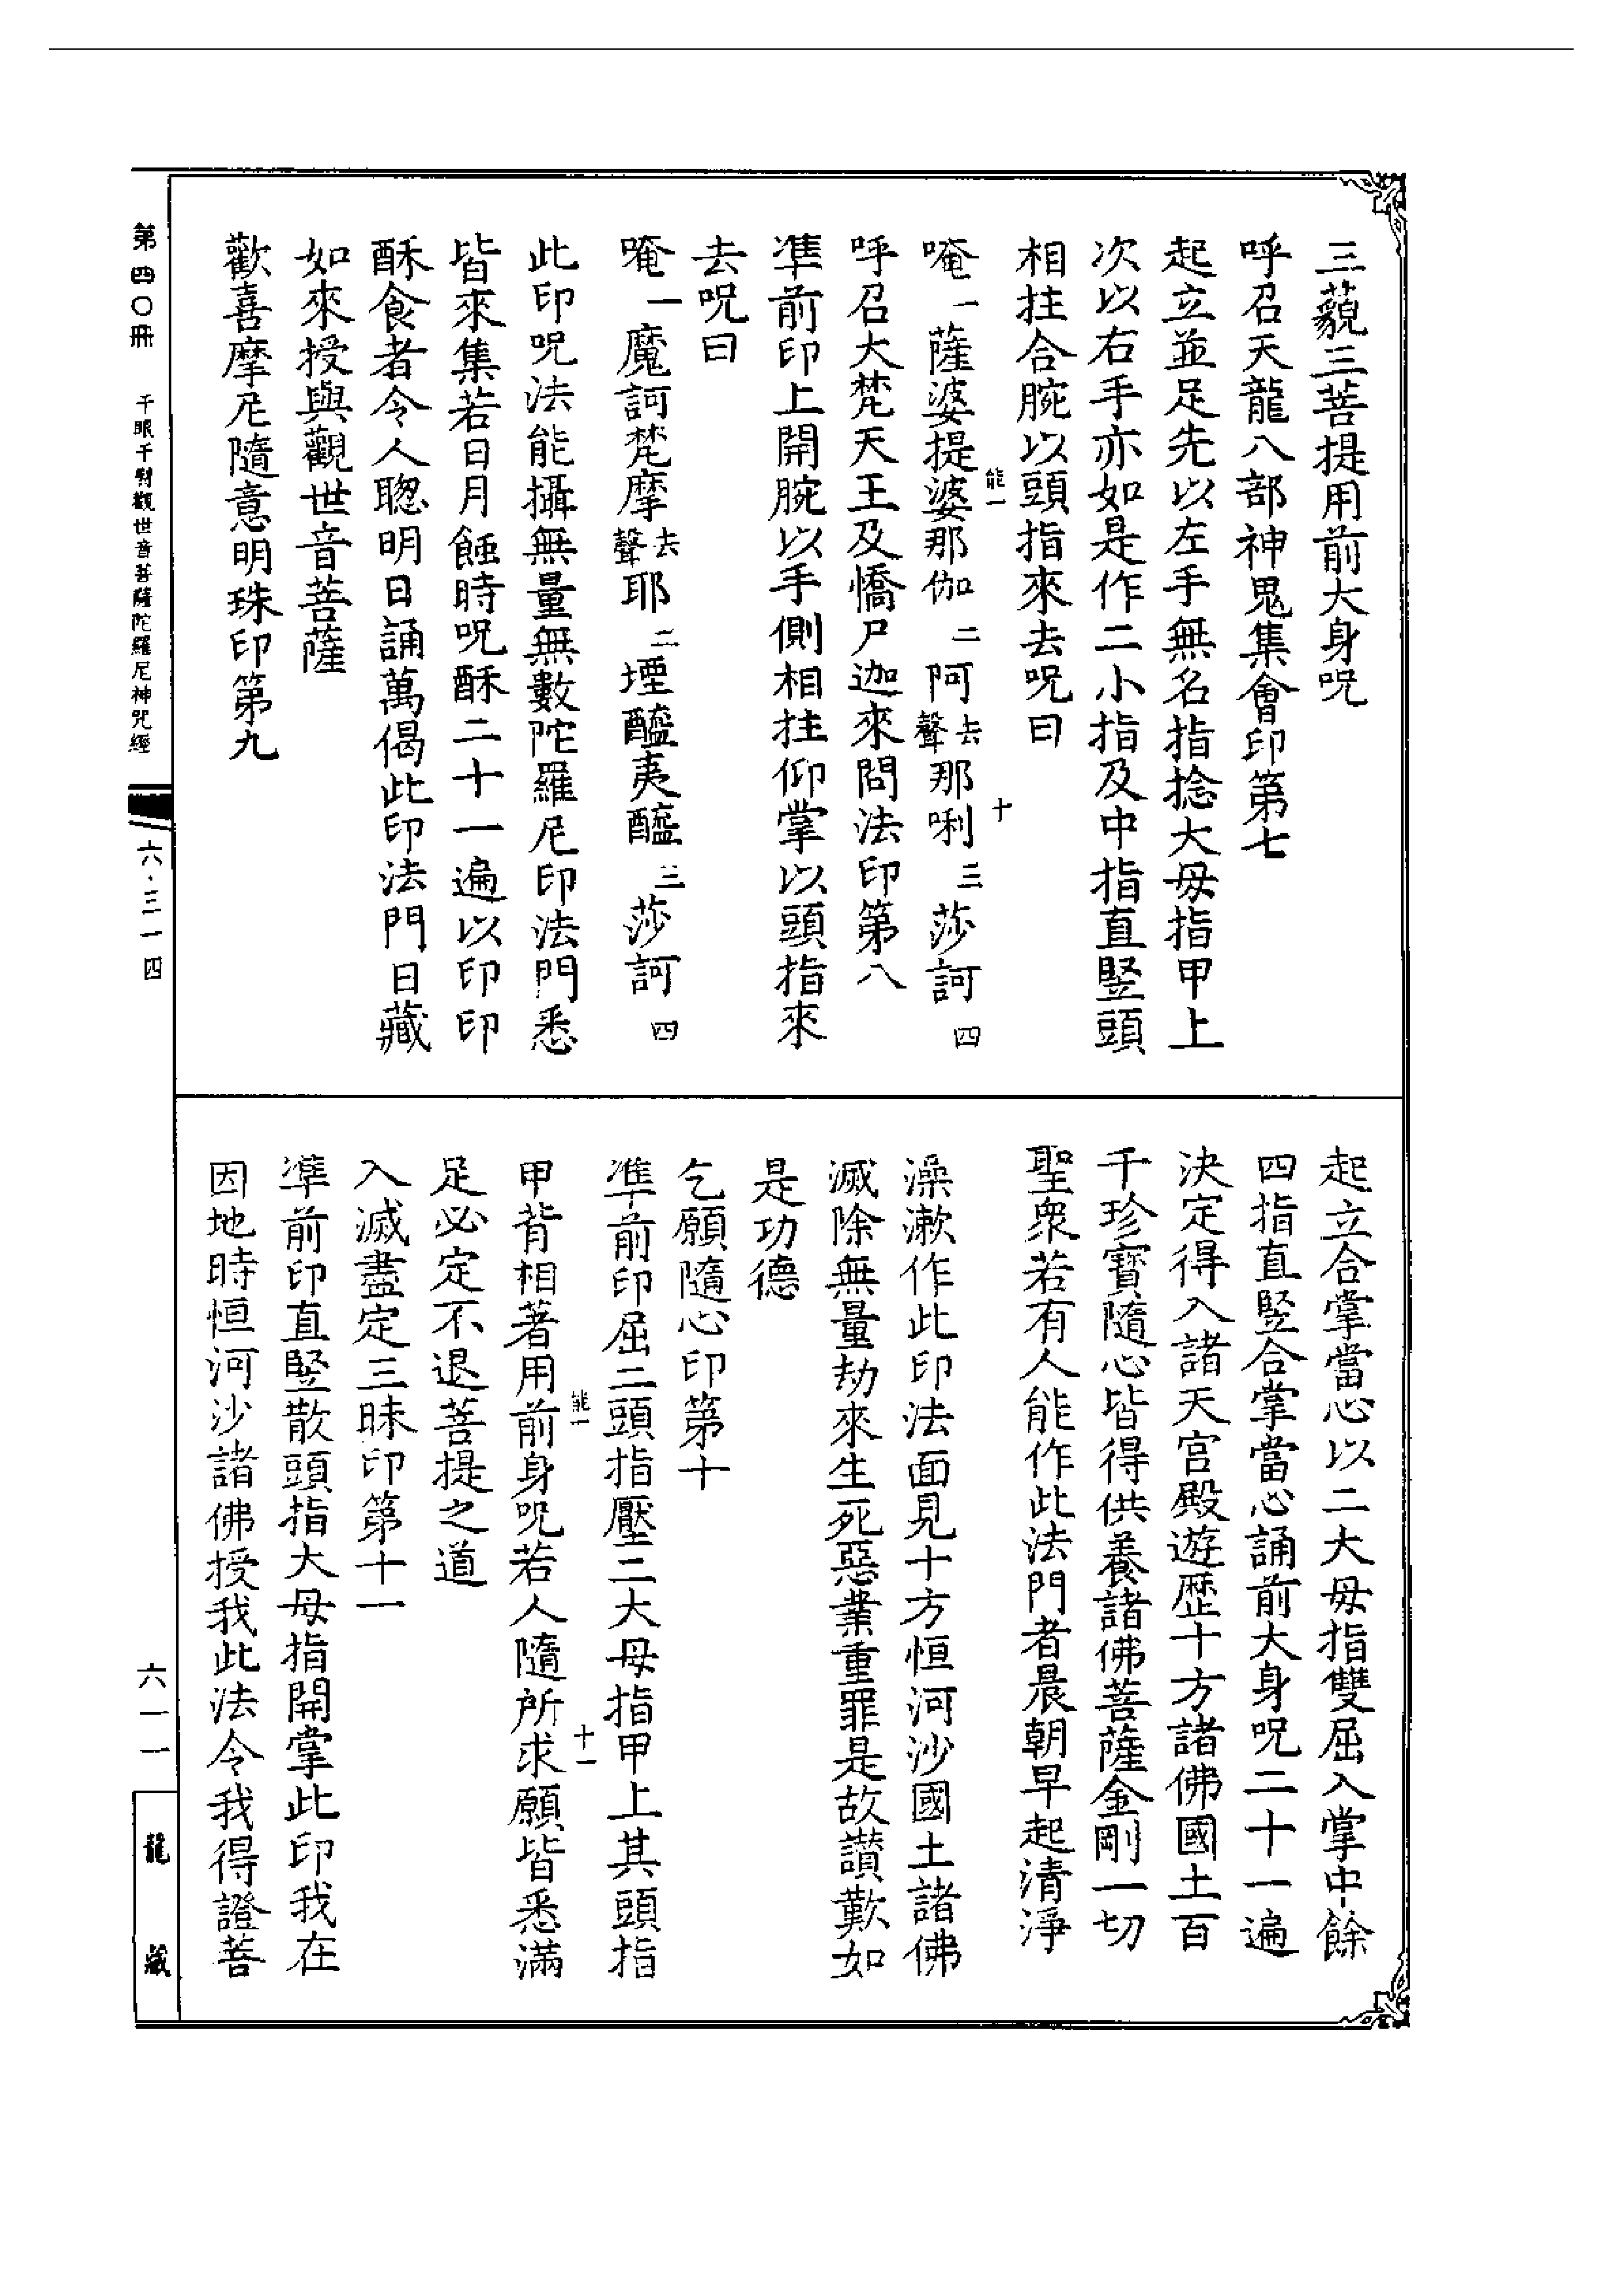 三藐三菩提用前大身呪
呼召天龍八部神鬼集會印第七
起立並足先以左手無名指捻大母指甲上
次以右手亦如是作二小指及中指直竪頭
相拄合腕以頭指來去呪曰
唵一薩婆提婆那伽二阿去聲那唎三莎訶四
能一
十
呼召大梵天王及憍尸迦來問法印第八
準前印上開腕以手側相拄仰掌以頭指來
去呪曰
唵一魔訶梵摩去聲耶二堙醯夷醯三莎訶四
此印呪法能攝無量無數陀羅尼印法門悉
皆來集若日月蝕時呪酥二十一遍以印印
酥食者令人聰明日誦萬偈此印法門日藏
如來授與觀世音菩薩
歡喜摩尼隨意明珠印第九
起立合掌當心以二大母指雙屈入掌中餘
四指直竪合掌當心誦前大身呪二十一遍
決定得入諸天宮殿遊歷十方諸佛國土百
千珍寶隨心皆得供養諸佛菩薩金剛一切
聖衆若有人能作此法門者晨朝早起清淨
澡漱作此印法面見十方恒河沙國土諸佛
滅除無量劫來生死惡業重罪是故讚歎如
是功德
乞願隨心印第十
準前印屈二頭指壓二大母指甲上其頭指
甲背相著用前身呪若人隨所求願皆悉滿
能一
十一
足必定不退菩提之道
入滅盡定三昧印第十一
準前印直竪散頭指大母指開掌此印我在
因地時恒河沙諸佛授我此法令我得證菩
第四〇冊
千眼千臂觀世音菩薩陀羅尼神咒經
六·三一四
六一一
龍藏